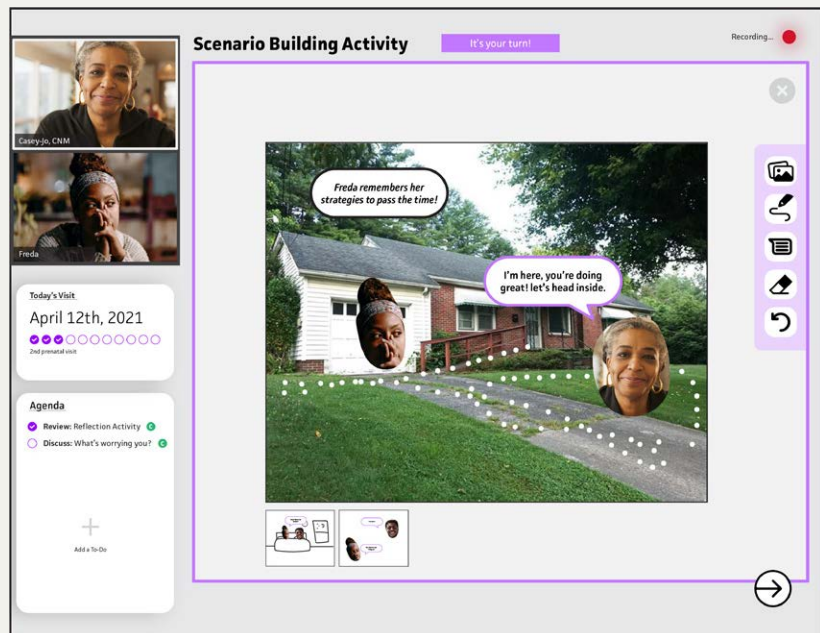 Scenario Building Activity
It's your turn!
Recording...
Casey-Jo, CNM
Freda
Today's Visit
April 12th, 2021
2nd prenatal visit
Agenda
Review: Reflection Activity C
Discuss: What's worrying you? C
Add a To-Do
Freda remembers her
strategies to pass the time!
I'm here, you're doing
great! let's head inside.